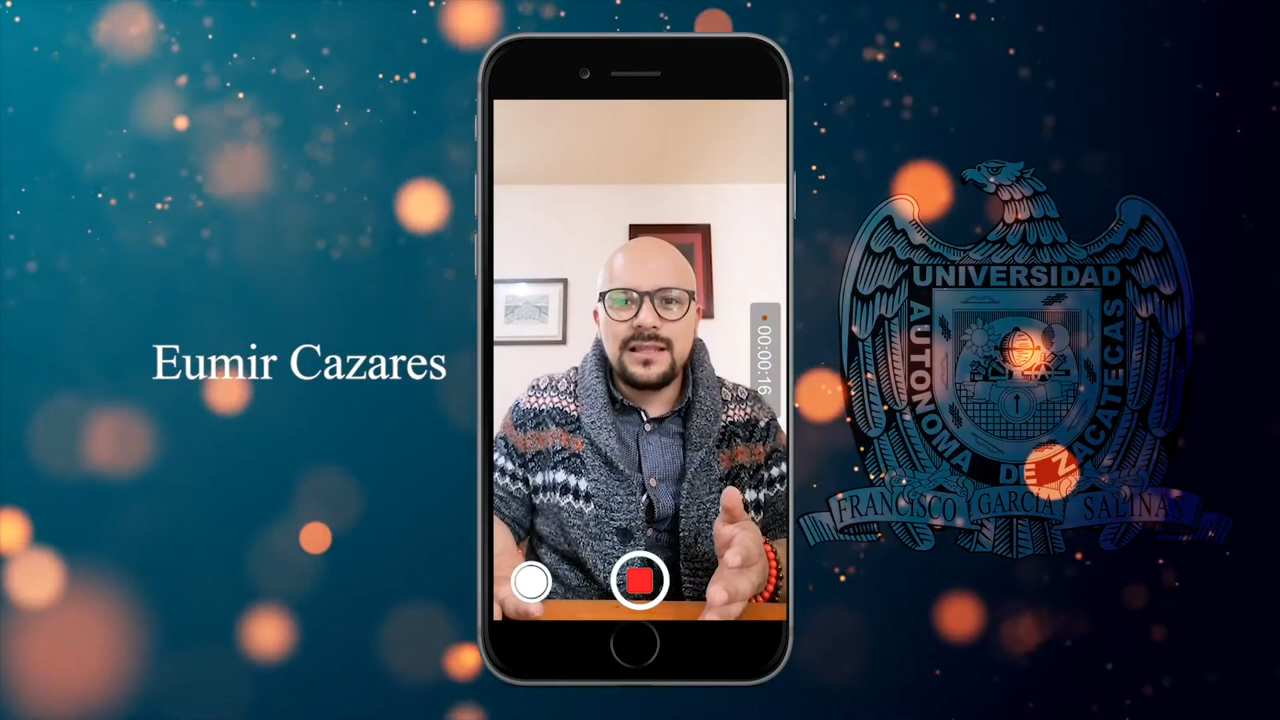 Eumir Cazares
00:00:16
UNIVERSIDAD
AUTONOMA DE ZACATECAS
FRANCISCO GARCIA SALINAS